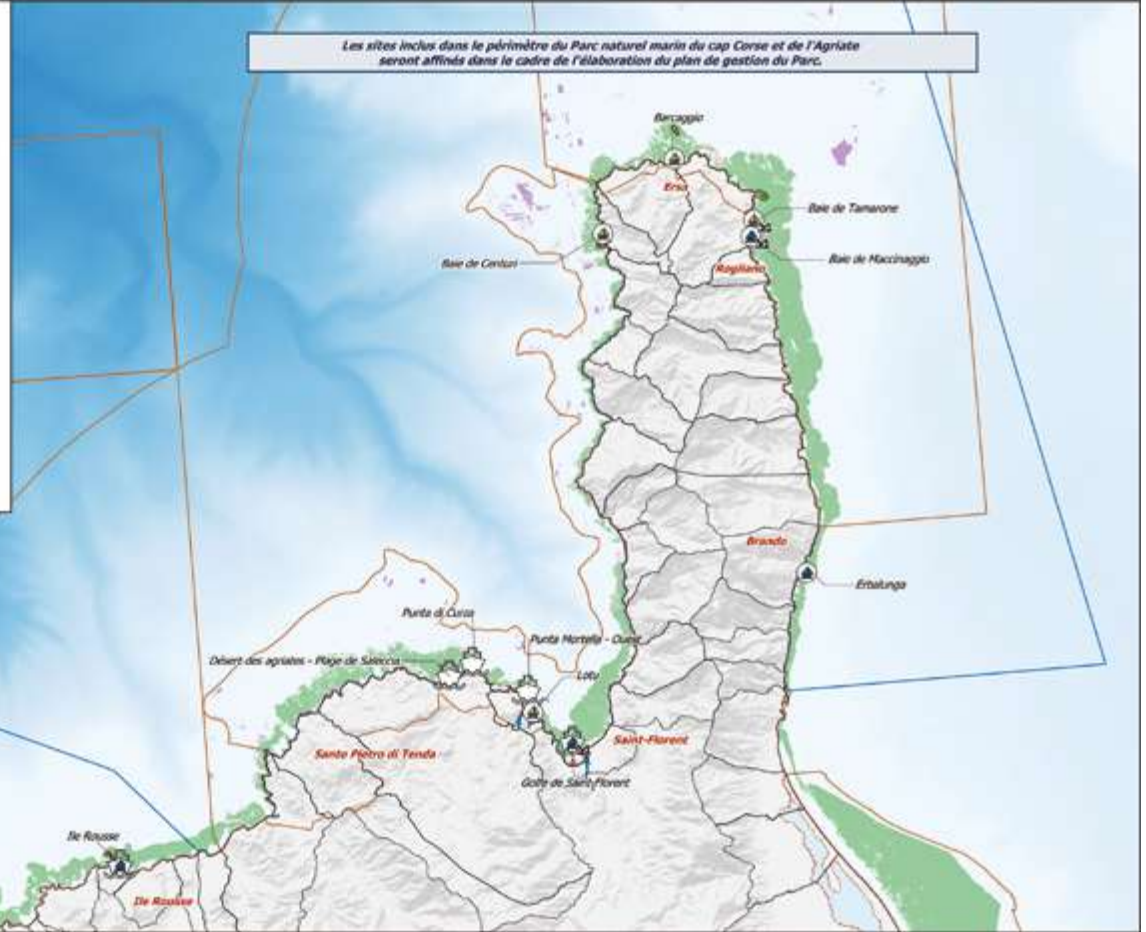 Les sites inclus dans le périmètre du Parc naturel marin du cap Corse et de l'Agriate
seront affinés dans le cadre de l'élaboration du plan de gestion du Parc.
Barcaggio
Ersa
Baie de Tamarone
Baie de Centuri
Baie de Maccinaggio
Rogliano
Brando
Erbalunga
Punta di Curza
Punta Mortella - Ouest
Désert des agriates - Plage de Saleccia
Lotu
Santo Pietro di Tenda
Saint-Florent
Golfe de Saint-Florent
Ile Rousse
Ile Rousse